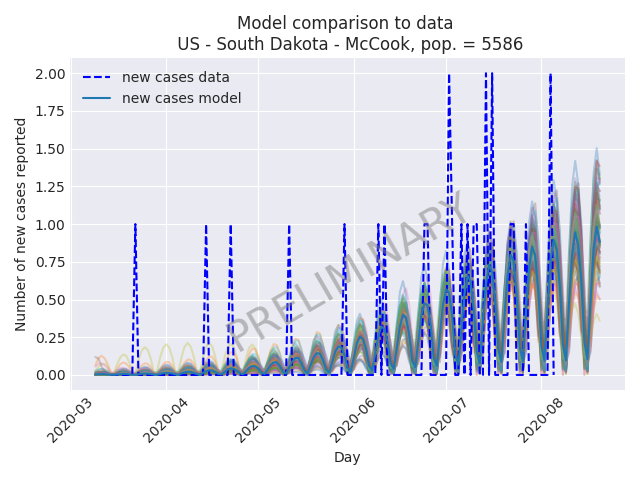 Model comparison to data
US - South Dakota - McCook, pop. = 5586
2.00
1.75
1.50
1.25
1.00
0.75
0.50
0.25
0.00
Number of new cases reported
new cases data
new cases model
PRELIMINARY
2020-03
2020-04
2020-05
2020-06
2020-07
2020-08
Day